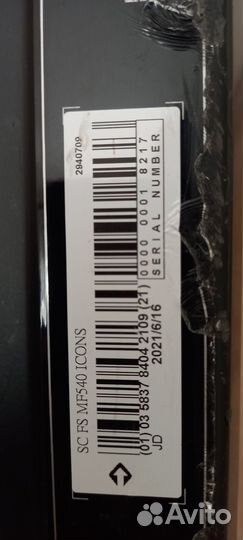 2940709
SC FS MF540 ICONS
(01) 03 5837 8404 2109 (21) 0000 0001 8217
SERIAL NUMBER
2021/6/16
JD
Avito